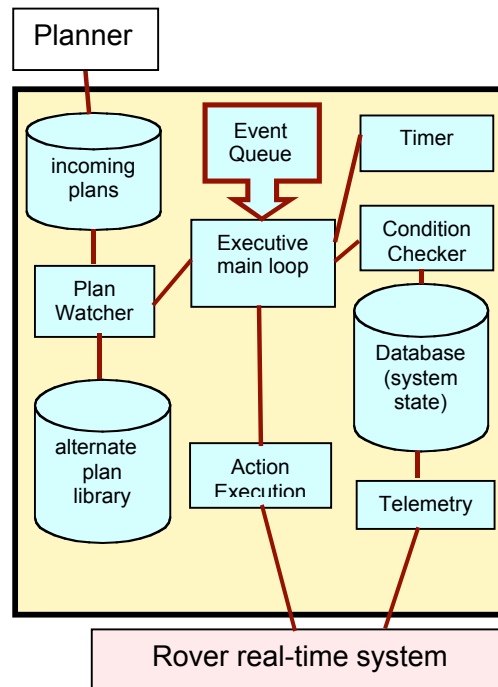 Planner
incoming
plans
Event
Queue
Timer
Executive
main loop
Condition
Checker
Plan
Watcher
Database
(system
state)
alternate
plan
library
Action
Execution
Telemetry
Rover real-time system